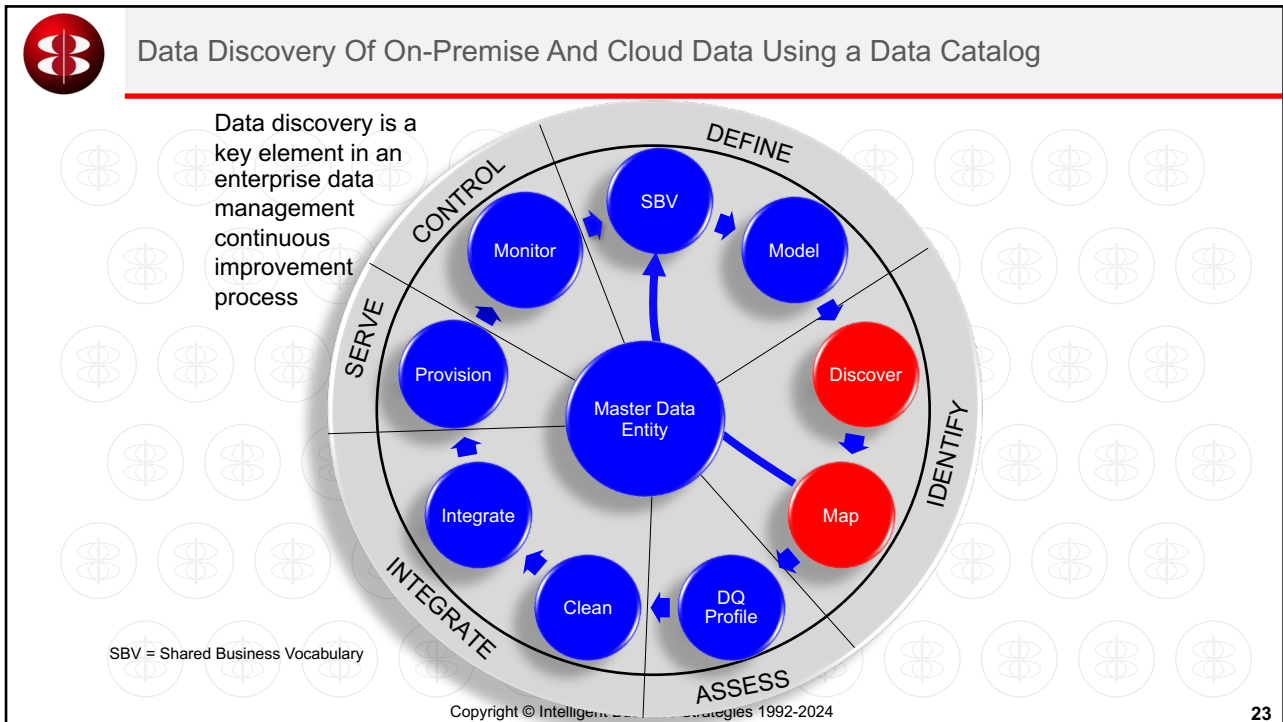 Data Discovery Of On-Premise And Cloud Data Using a Data Catalog
Data discovery is a
key element in an
enterprise data
management
continuous
improvement
process
DEFINE
CONTROL
SBV
Model
Monitor
SERVE
Provision
Discover
Master Data
Entity
IDENTIFY
Integrate
Map
INTEGRATE
Clean
DQ
Profile
ASSESS
SBV = Shared Business Vocabulary
Copyright © Intelligent Strategies 1992-2024
23